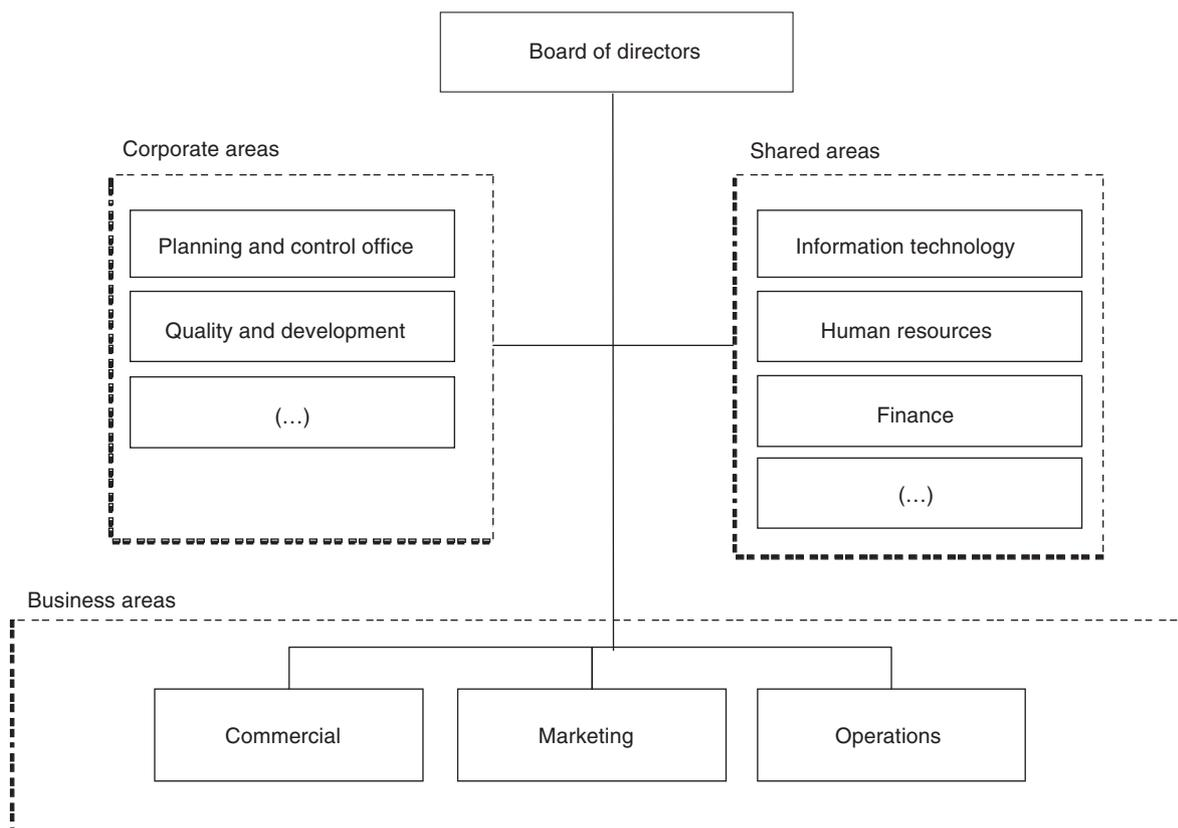 Board of directors
Corporate areas
Planning and control office
Quality and development
(…)
Shared areas
Information technology
Human resources
Finance
(…)
Business areas
Commercial
Marketing
Operations